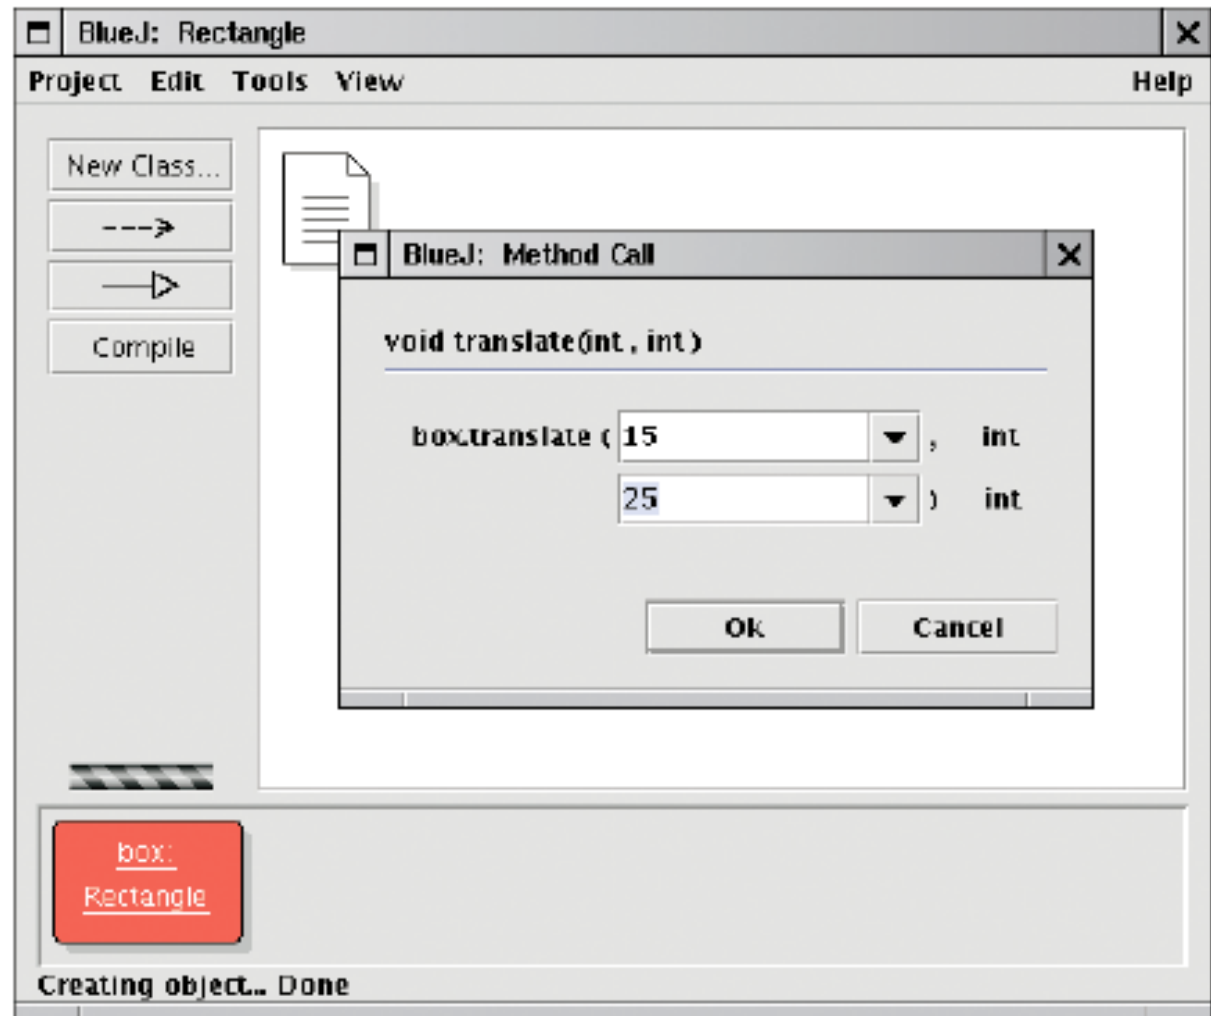 BlueJ: Rectangle
Project Edit Tools View Help
New Class...
Compile
BlueJ: Method Call
void translate(int, int)
box.translate ( 15 , int
25 ) int
Ok Cancel
box:
Rectangle
Creating object... Done